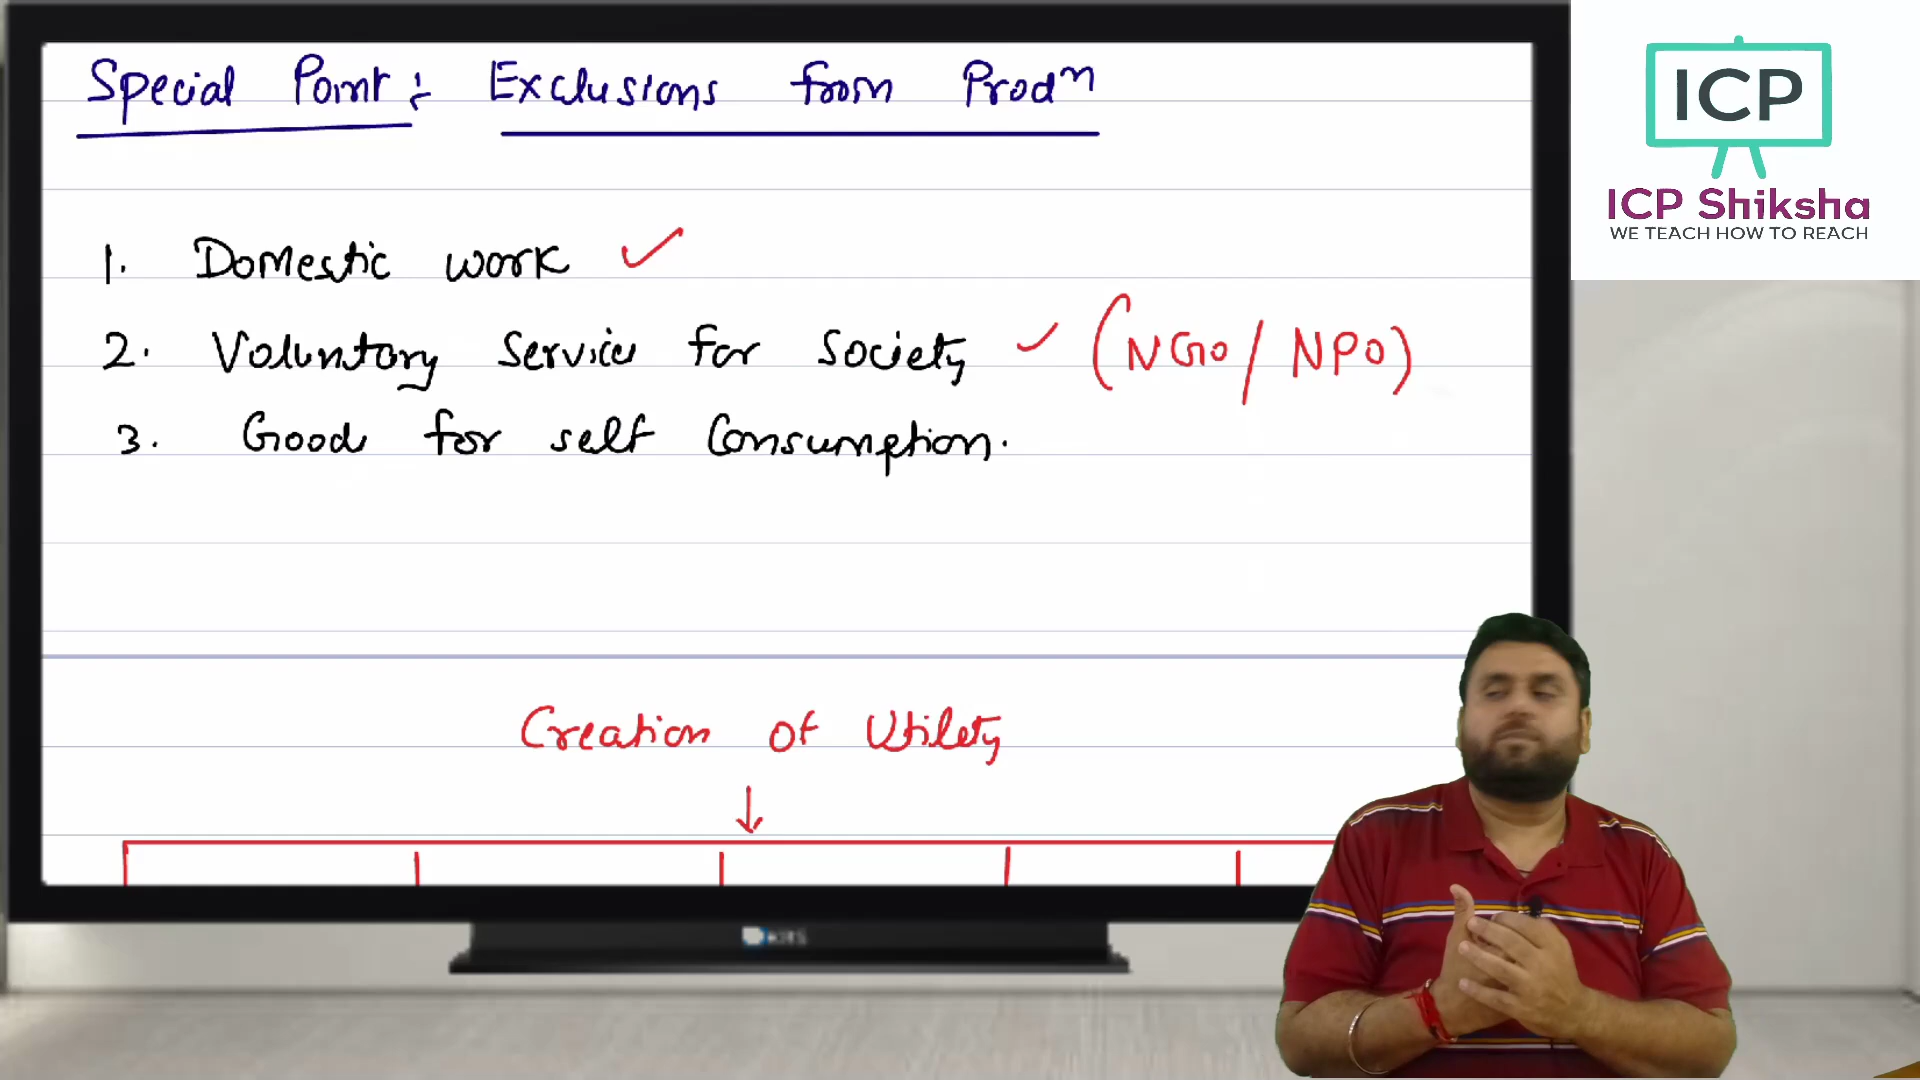 Special Point :- Exclusions from Prodn
1. Domestic work ✓
2. Voluntary Service for Society ✓ (NGO/NPO)
3. Good for self Consumption.
Creation of Utility
ICP
ICP Shiksha
WE TEACH HOW TO REACH